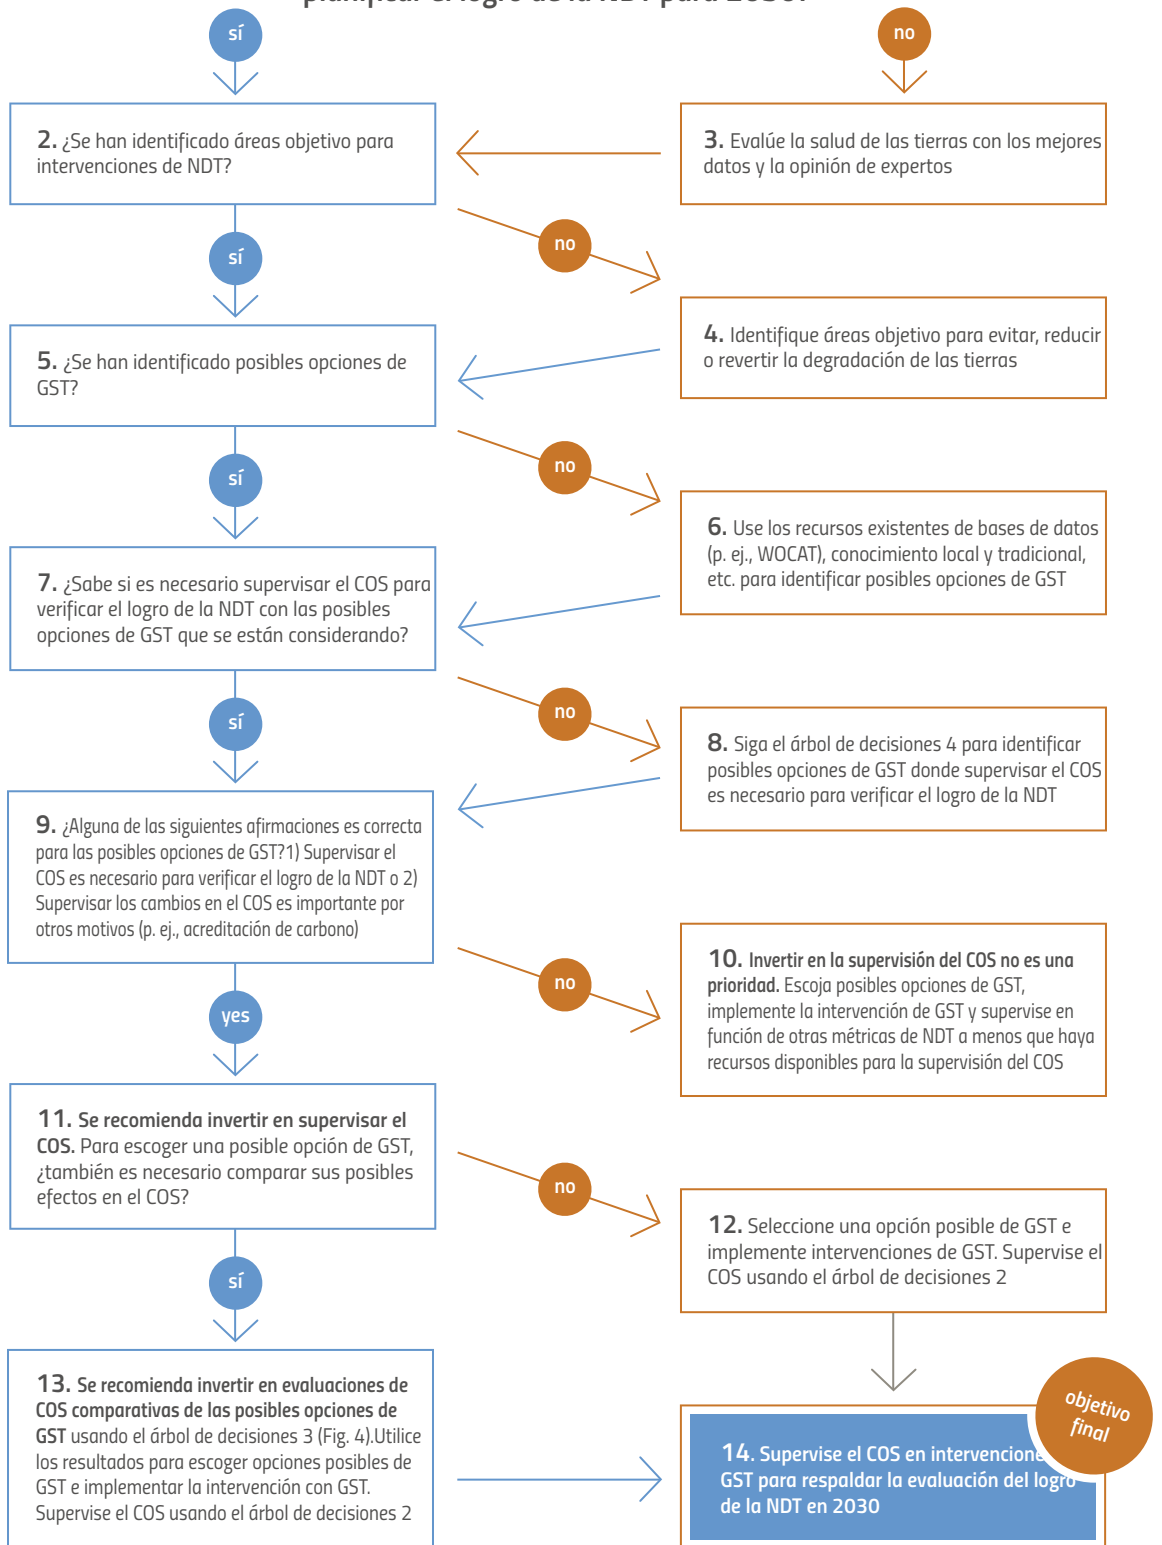 planificar el logro de la NDT para 2030?
sí
no
2. ¿Se han identificado áreas objetivo para
intervenciones de NDT?
3. Evalúe la salud de las tierras con los mejores
datos y la opinión de expertos
sí
no
4. Identifique áreas objetivo para evitar, reducir
o revertir la degradación de las tierras
5. ¿Se han identificado posibles opciones de
GST?
sí
no
6. Use los recursos existentes de bases de datos
(p. ej., WOCAT), conocimiento local y tradicional,
etc. para identificar posibles opciones de GST
7. ¿Sabe si es necesario supervisar el COS para
verificar el logro de la NDT con las posibles
opciones de GST que se están considerando?
sí
no
8. Siga el árbol de decisiones 4 para identificar
posibles opciones de GST donde supervisar el COS
es necesario para verificar el logro de la NDT
9. ¿Alguna de las siguientes afirmaciones es correcta
para las posibles opciones de GST?1) Supervisar el
COS es necesario para verificar el logro de la NDT o 2)
Supervisar los cambios en el COS es importante por
otros motivos (p. ej., acreditación de carbono)
yes
no
10. Invertir en la supervisión del COS no es una
prioridad. Escoja posibles opciones de GST,
implemente la intervención de GST y supervise en
función de otras métricas de NDT a menos que haya
recursos disponibles para la supervisión del COS
11. Se recomienda invertir en supervisar el
COS. Para escoger una posible opción de GST,
¿también es necesario comparar sus posibles
efectos en el COS?
sí
no
12. Seleccione una opción posible de GST e
implemente intervenciones de GST. Supervise el
COS usando el árbol de decisiones 2
13. Se recomienda invertir en evaluaciones de
COS comparativas de las posibles opciones de
GST usando el árbol de decisiones 3 (Fig. 4).Utilice
los resultados para escoger opciones posibles de
GST e implementar la intervención con GST.
Supervise el COS usando el árbol de decisiones 2
objetivo
final
14. Supervise el COS en intervencione
GST para respaldar la evaluación del logro
de la NDT en 2030